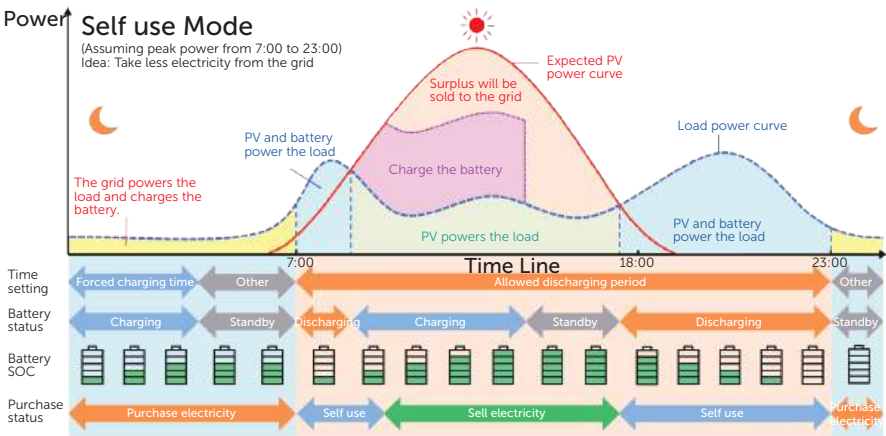 Power
Self use Mode
(Assuming peak power from 7:00 to 23:00)
Idea: Take less electricity from the grid
Expected PV
power curve
Surplus will be
sold to the grid
Load power curve
PV and battery
power the load
Charge the battery
The grid powers the
load and charges the
battery.
PV powers the load
PV and battery
power the load
7:00
Time Line
18:00
23:00
Time
setting
Forced charging time
Other
Allowed discharging period
Other
Battery
status
Charging
Standby
Discharging
Charging
Standby
Discharging
Standby
Battery
SOC
Purchase
status
Purchase electricity
Self use
Sell electricity
Self use
Purchase
electricity